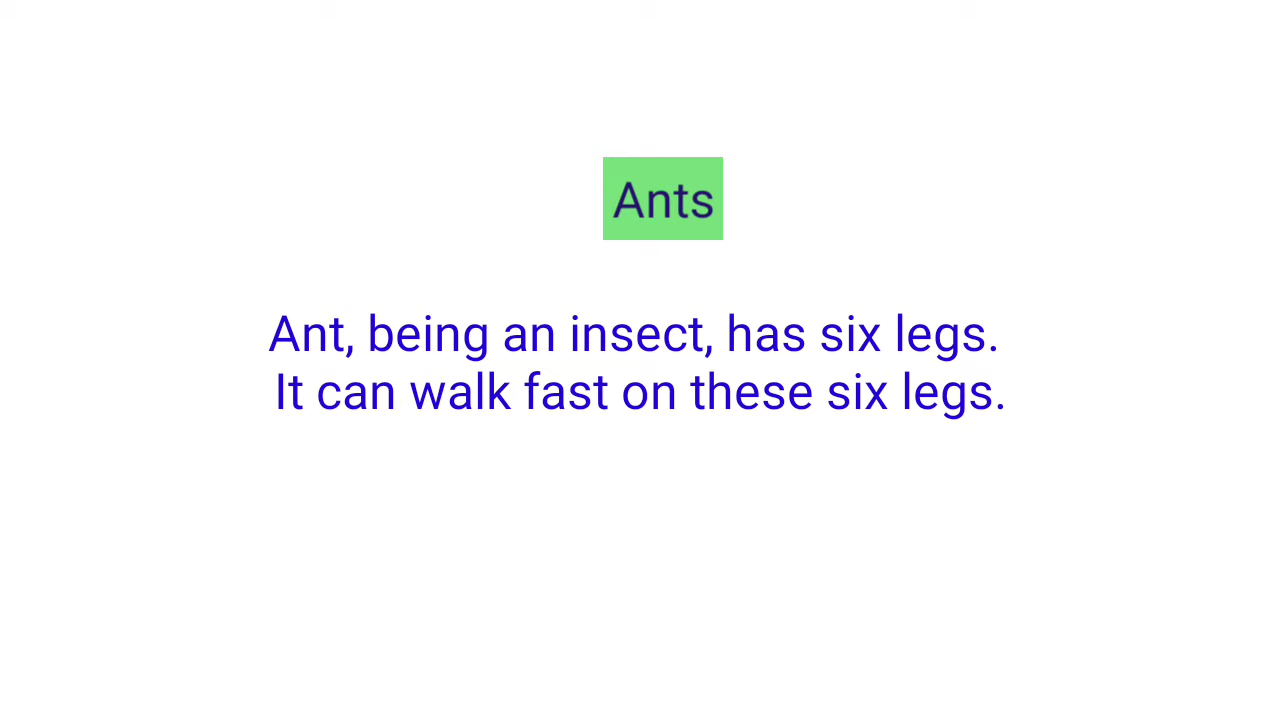 Ants
Ant, being an insect, has six legs.
It can walk fast on these six legs.